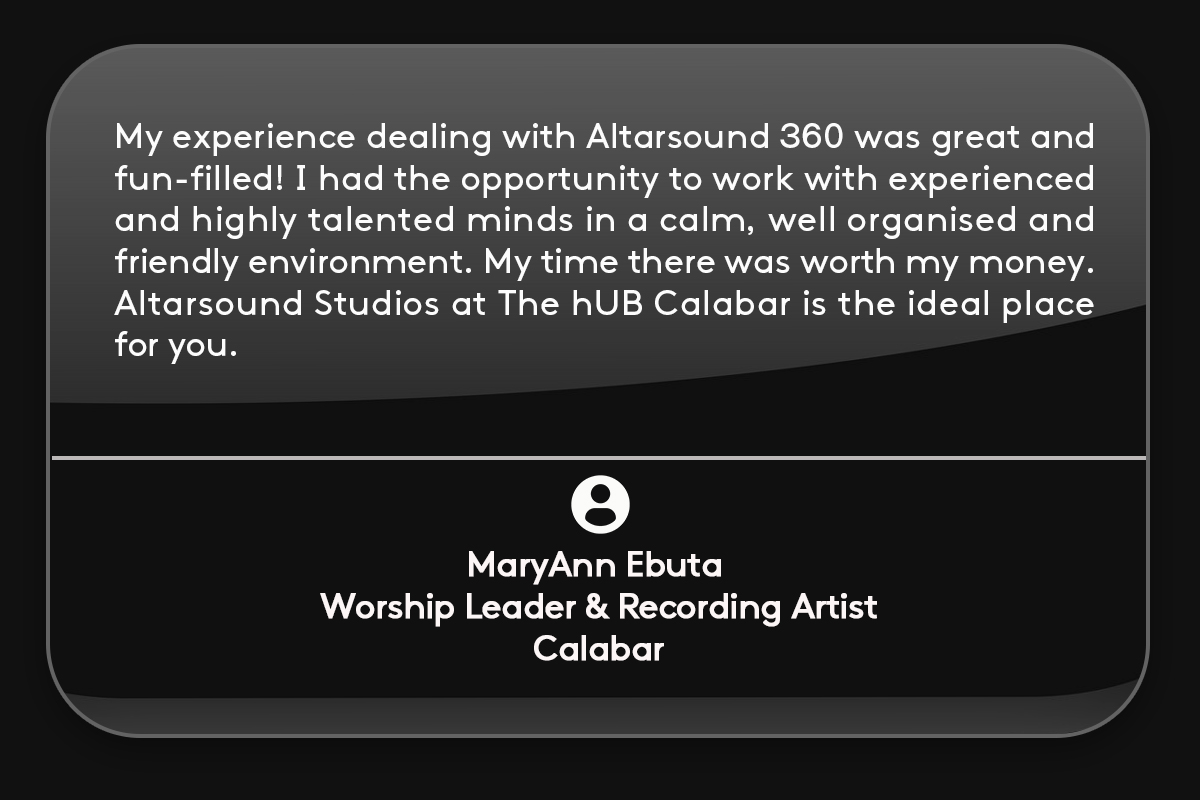 My experience dealing with Altarsound 360 was great and
fun-filled! I had the opportunity to work with experienced
and highly talented minds in a calm, well organised and
friendly environment. My time there was worth my money.
Altarsound Studios at The hUB Calabar is the ideal place
for you.
MaryAnn Ebuta
Worship Leader & Recording Artist
Calabar